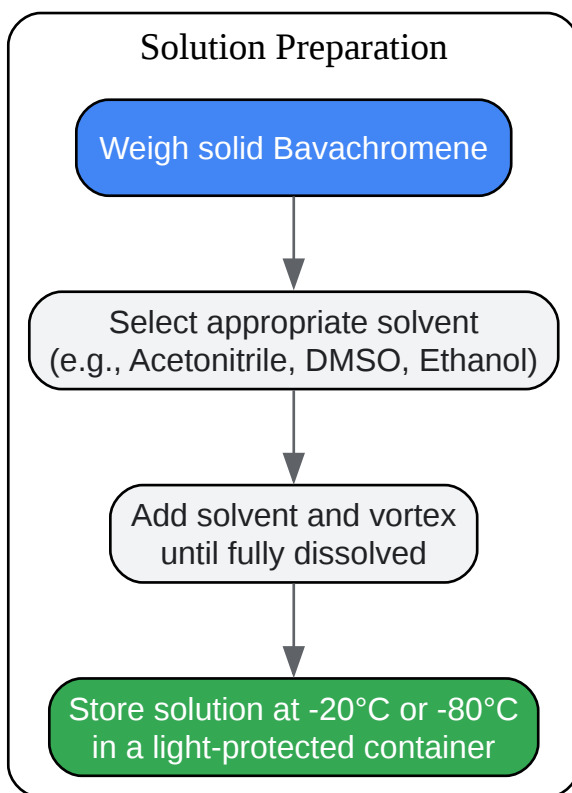 Solution Preparation
Weigh solid Bavachromene
Select appropriate solvent
(e.g., Acetonitrile, DMSO, Ethanol)
Add solvent and vortex
until fully dissolved
Store solution at -20°C or -80°C
in a light-protected container